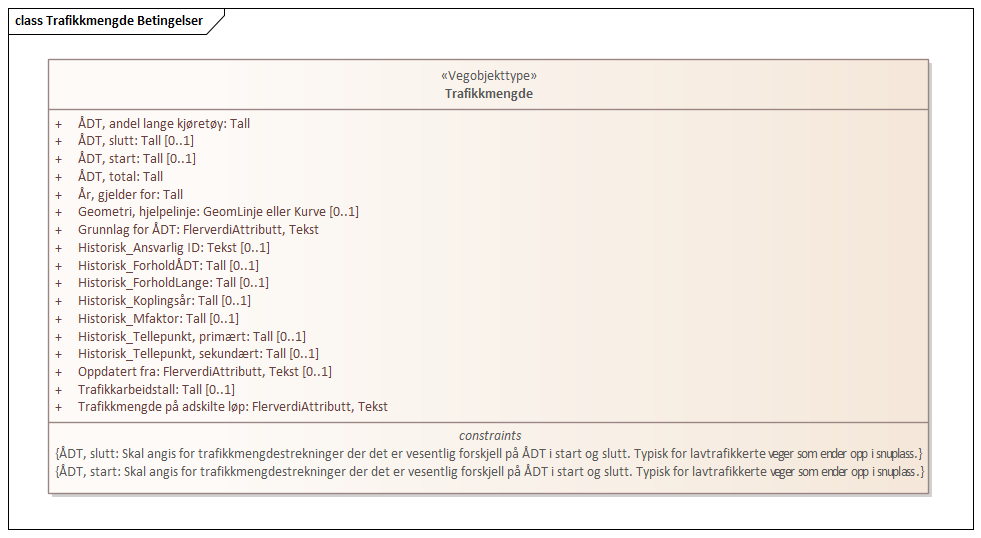 class Trafikkmengde Betingelser
«Vegobjekttype»
Trafikkmengde
+ ÅDT, andel lange kjøretøy: Tall
+ ÅDT, slutt: Tall [0..1]
+ ÅDT, start: Tall [0..1]
+ ÅDT, total: Tall
+ År, gjelder for: Tall
+ Geometri, hjelpelinje: GeomLinje eller Kurve [0..1]
+ Grunnlag for ÅDT: FlerverdiAttributt, Tekst
+ Historisk_Ansvarlig ID: Tekst [0..1]
+ Historisk_ForholdÅDT: Tall [0..1]
+ Historisk_ForholdLange: Tall [0..1]
+ Historisk_Koplingsår: Tall [0..1]
+ Historisk_Mfaktor: Tall [0..1]
+ Historisk_Tellepunkt, primært: Tall [0..1]
+ Historisk_Tellepunkt, sekundært: Tall [0..1]
+ Oppdatert fra: FlerverdiAttributt, Tekst [0..1]
+ Trafikkarbeidstall: Tall [0..1]
+ Trafikkmengde på adskilte løp: FlerverdiAttributt, Tekst
constraints
{ÅDT, slutt: Skal angis for trafikkmengdestrekninger der det er vesentlig forskjell på ÅDT i start og slutt. Typisk for lavtrafikkerte veger som ender opp i snuplass.}
{ÅDT, start: Skal angis for trafikkmengdestrekninger der det er vesentlig forskjell på ÅDT i start og slutt. Typisk for lavtrafikkerte veger som ender opp i snuplass.}